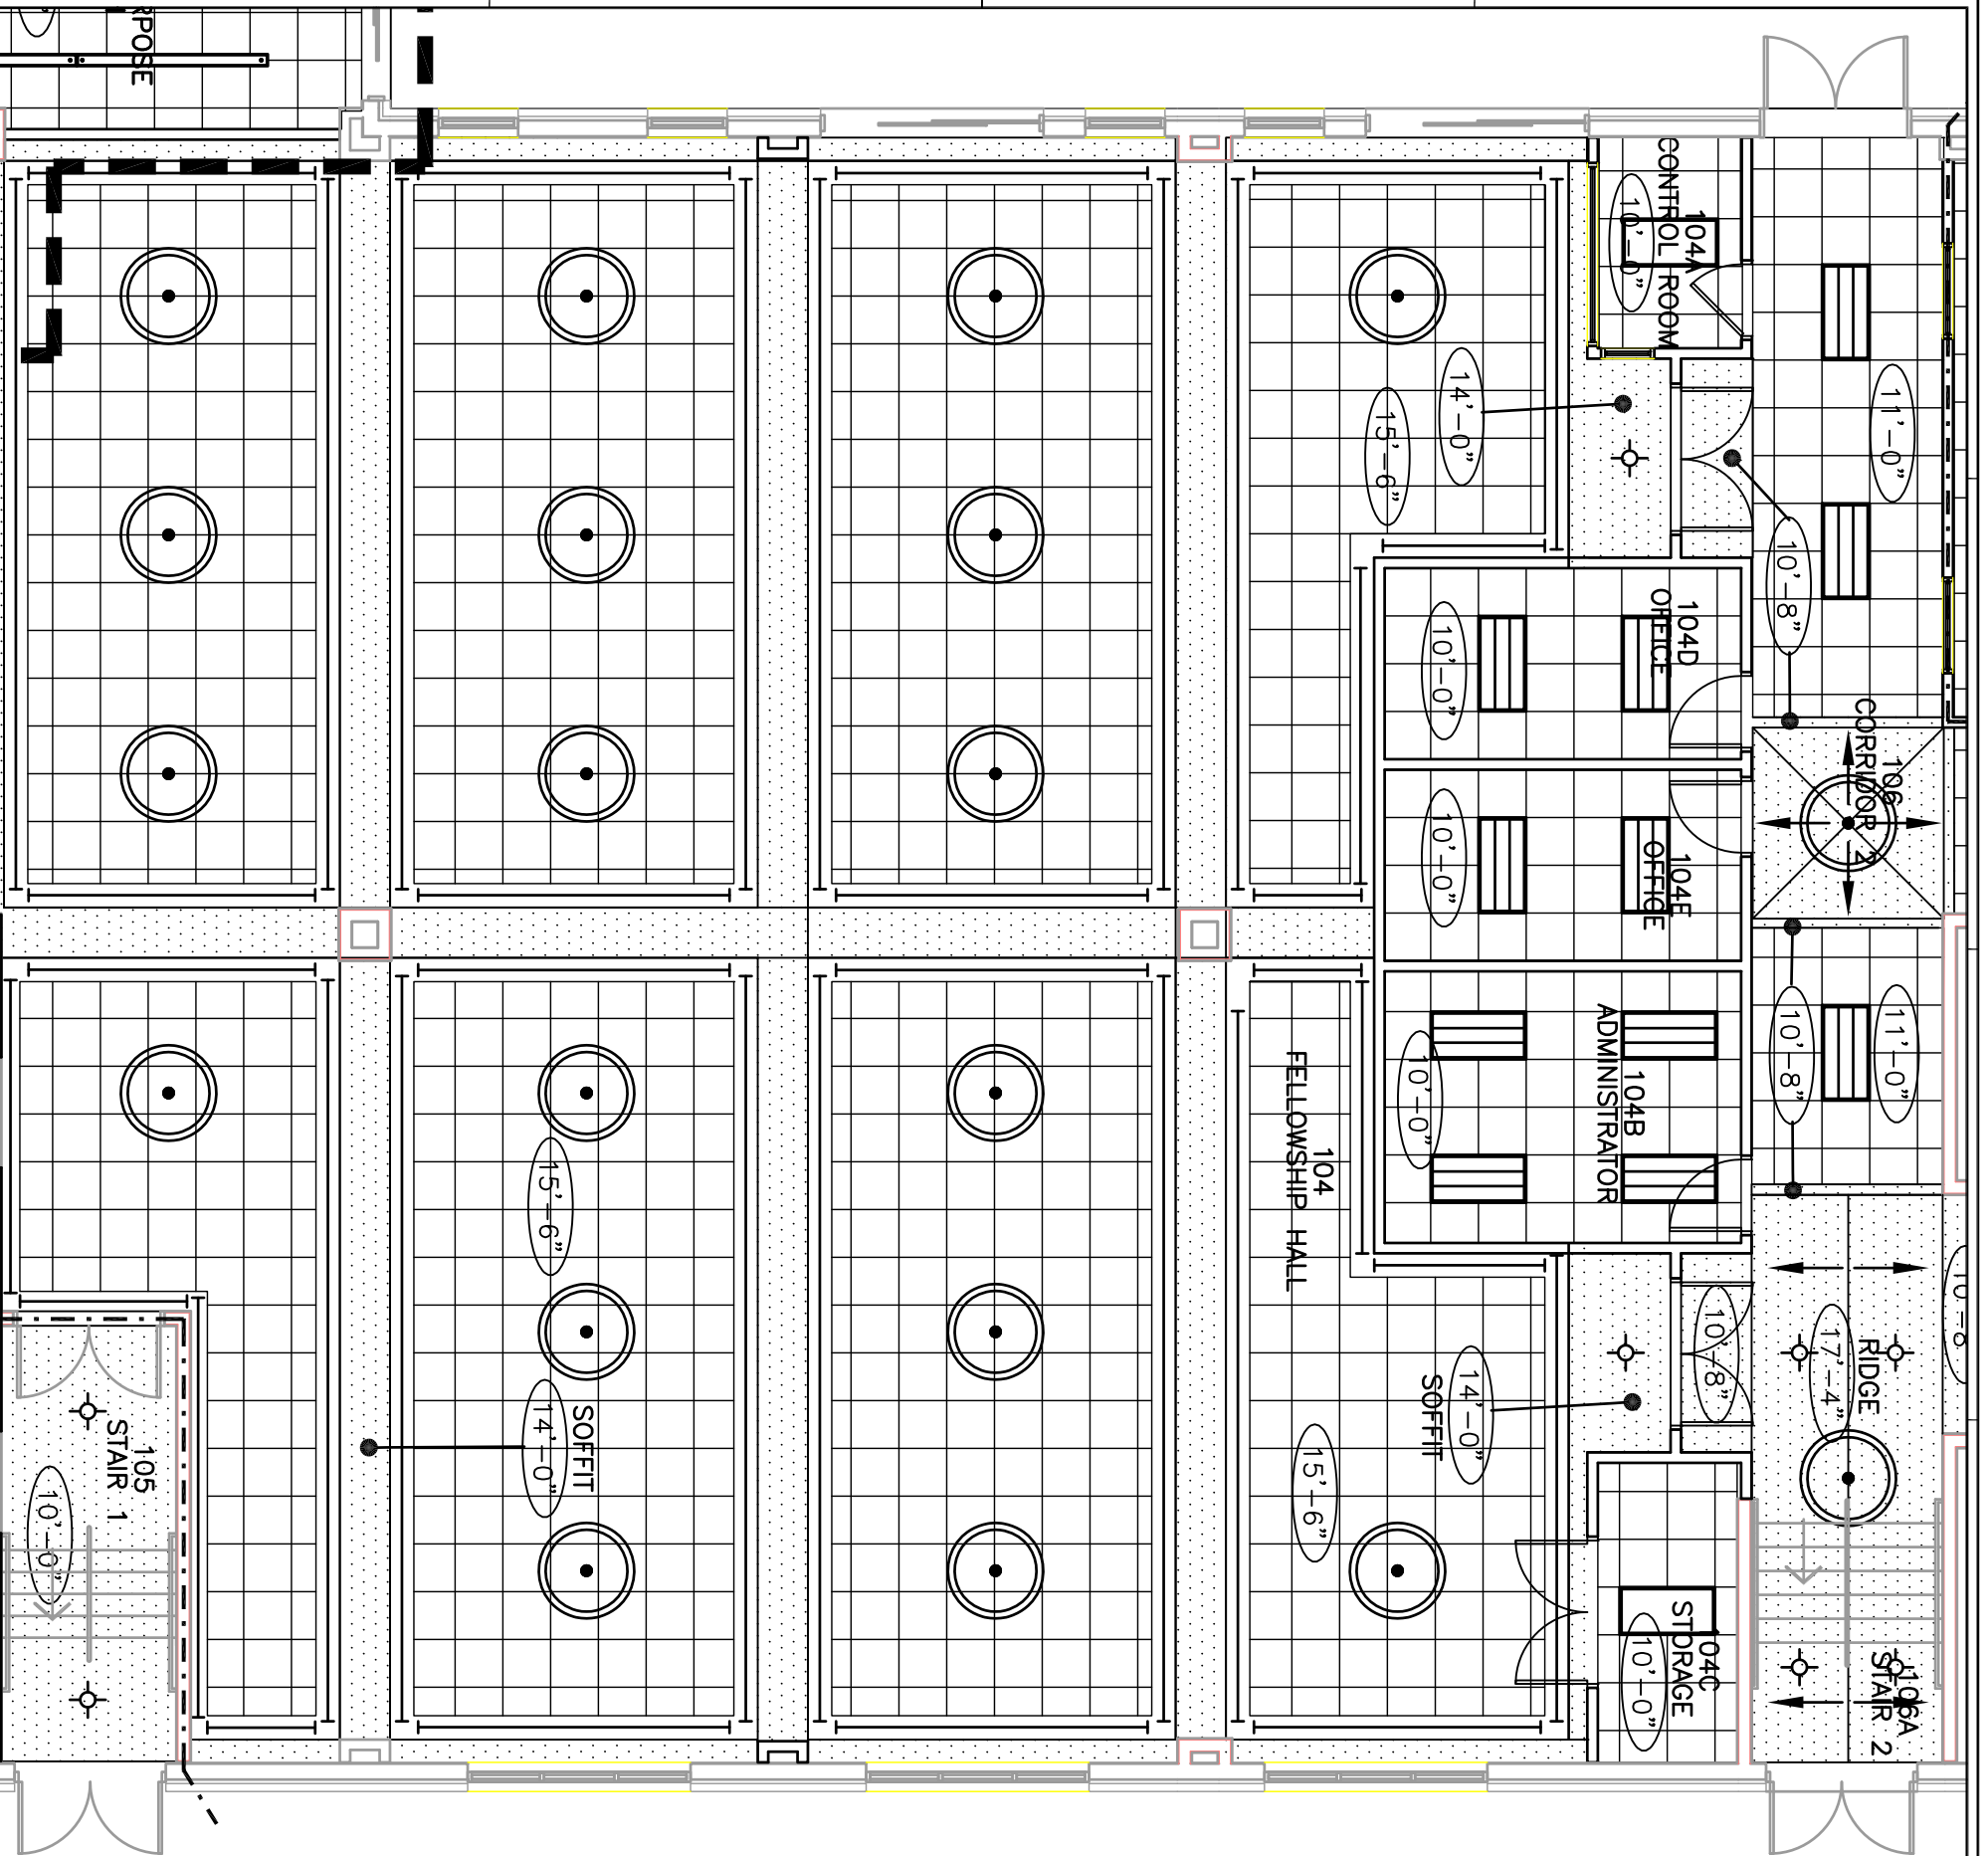 RPOSE
CONTROL ROOM
104A
10'-0"
11'-0"
14'-0"
15'-6"
10'-8"
104D
OFFICE
10'-0"
106
CORRIDOR 2
104E
OFFICE
10'-0"
104B
ADMINISTRATOR
10'-0"
10'-8"
11'-0"
104
FELLOWSHIP HALL
15'-6"
SOFFIT
14'-0"
14'-0"
SOFFIT
15'-6"
10'-8"
RIDGE
17'-4"
10'-8
104C
STORAGE
10'-0"
106A
STAIR 2
105
STAIR 1
10'-0"